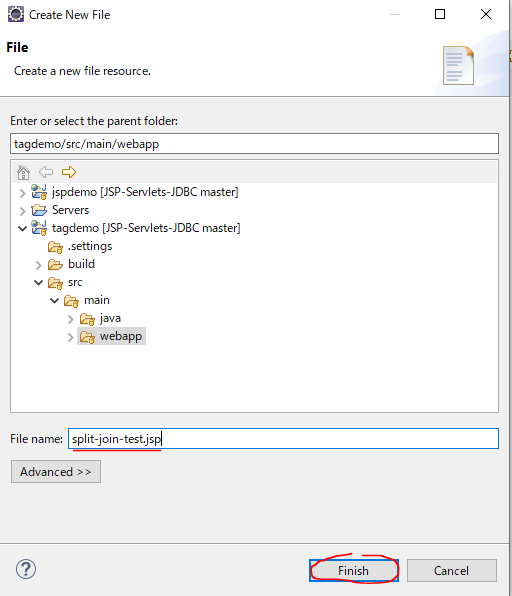 Create New File
File
Create a new file resource.
Enter or select the parent folder:
tagdemo/src/main/webapp
jspdemo [JSP-Servlets-JDBC master]
Servers
tagdemo [JSP-Servlets-JDBC master]
.settings
build
src
main
java
webapp
File name: split-join-test.jsp
Advanced >>
? Finish Cancel